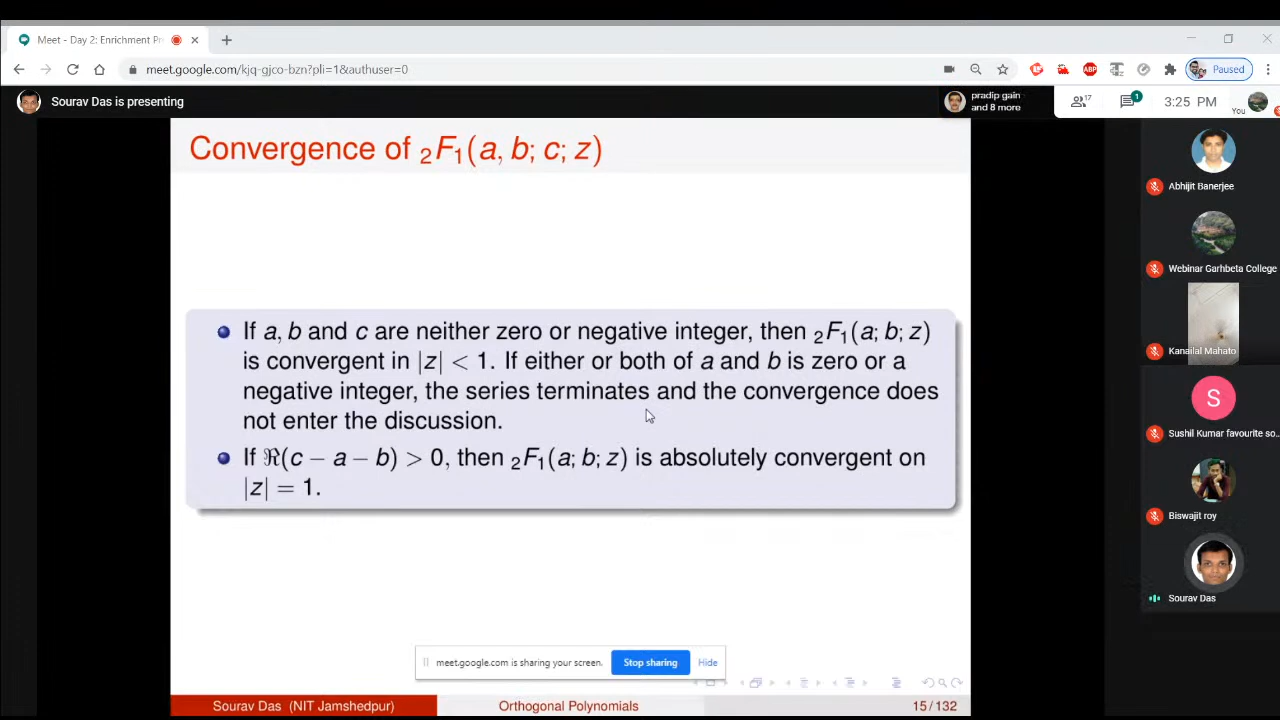 Meet - Day 2: Enrichment Pr
meet.google.com/kjq-gjco-bzn?pli=1&authuser=0
ABP
Paused
Sourav Das is presenting
pradip gain
and 8 more
17
1
3:25 PM
You
Convergence of ₂F₁(a, b; c; z)
If a, b and c are neither zero or negative integer, then ₂F₁(a; b; z)
is convergent in |z| < 1. If either or both of a and b is zero or a
negative integer, the series terminates and the convergence does
not enter the discussion.
If ℜ(c − a − b) > 0, then ₂F₁(a; b; z) is absolutely convergent on
|z| = 1.
meet.google.com is sharing your screen.
Stop sharing
Hide
Sourav Das (NIT Jamshedpur)
Orthogonal Polynomials
15/132
Abhijit Banerjee
Webinar Garhbeta College
Kanailal Mahato
S
Sushil Kumar favourite so...
Biswajit roy
Sourav Das